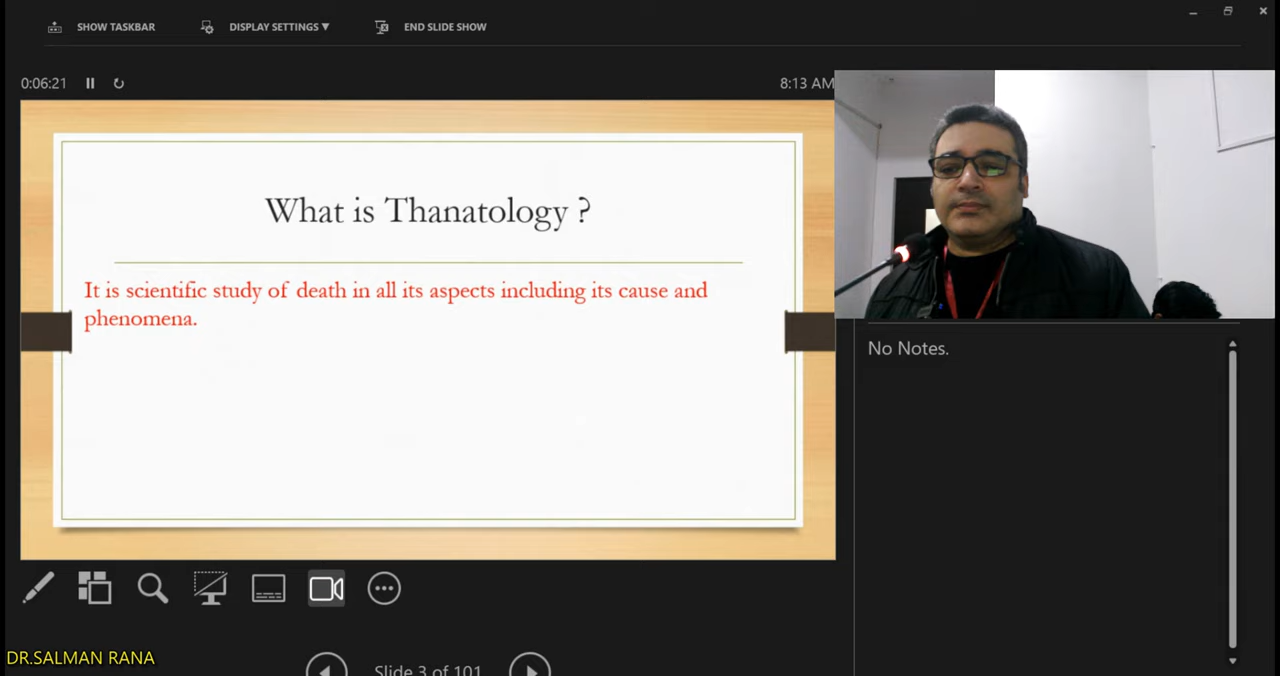 SHOW TASKBAR
DISPLAY SETTINGS ▼
END SLIDE SHOW
0:06:21
8:13 AM
What is Thanatology ?
It is scientific study of death in all its aspects including its cause and
phenomena.
No Notes.
DR.SALMAN RANA
Slide 3 of 101